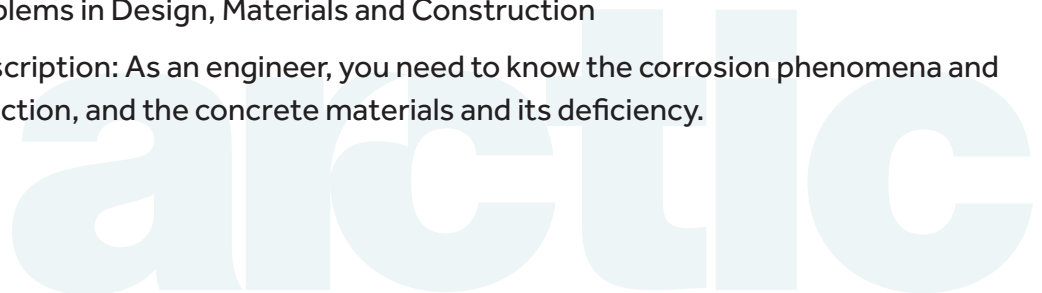 blems in Design, Materials and Construction
scription: As an engineer, you need to know the corrosion phenomena and
ction, and the concrete materials and its deficiency.
arctic